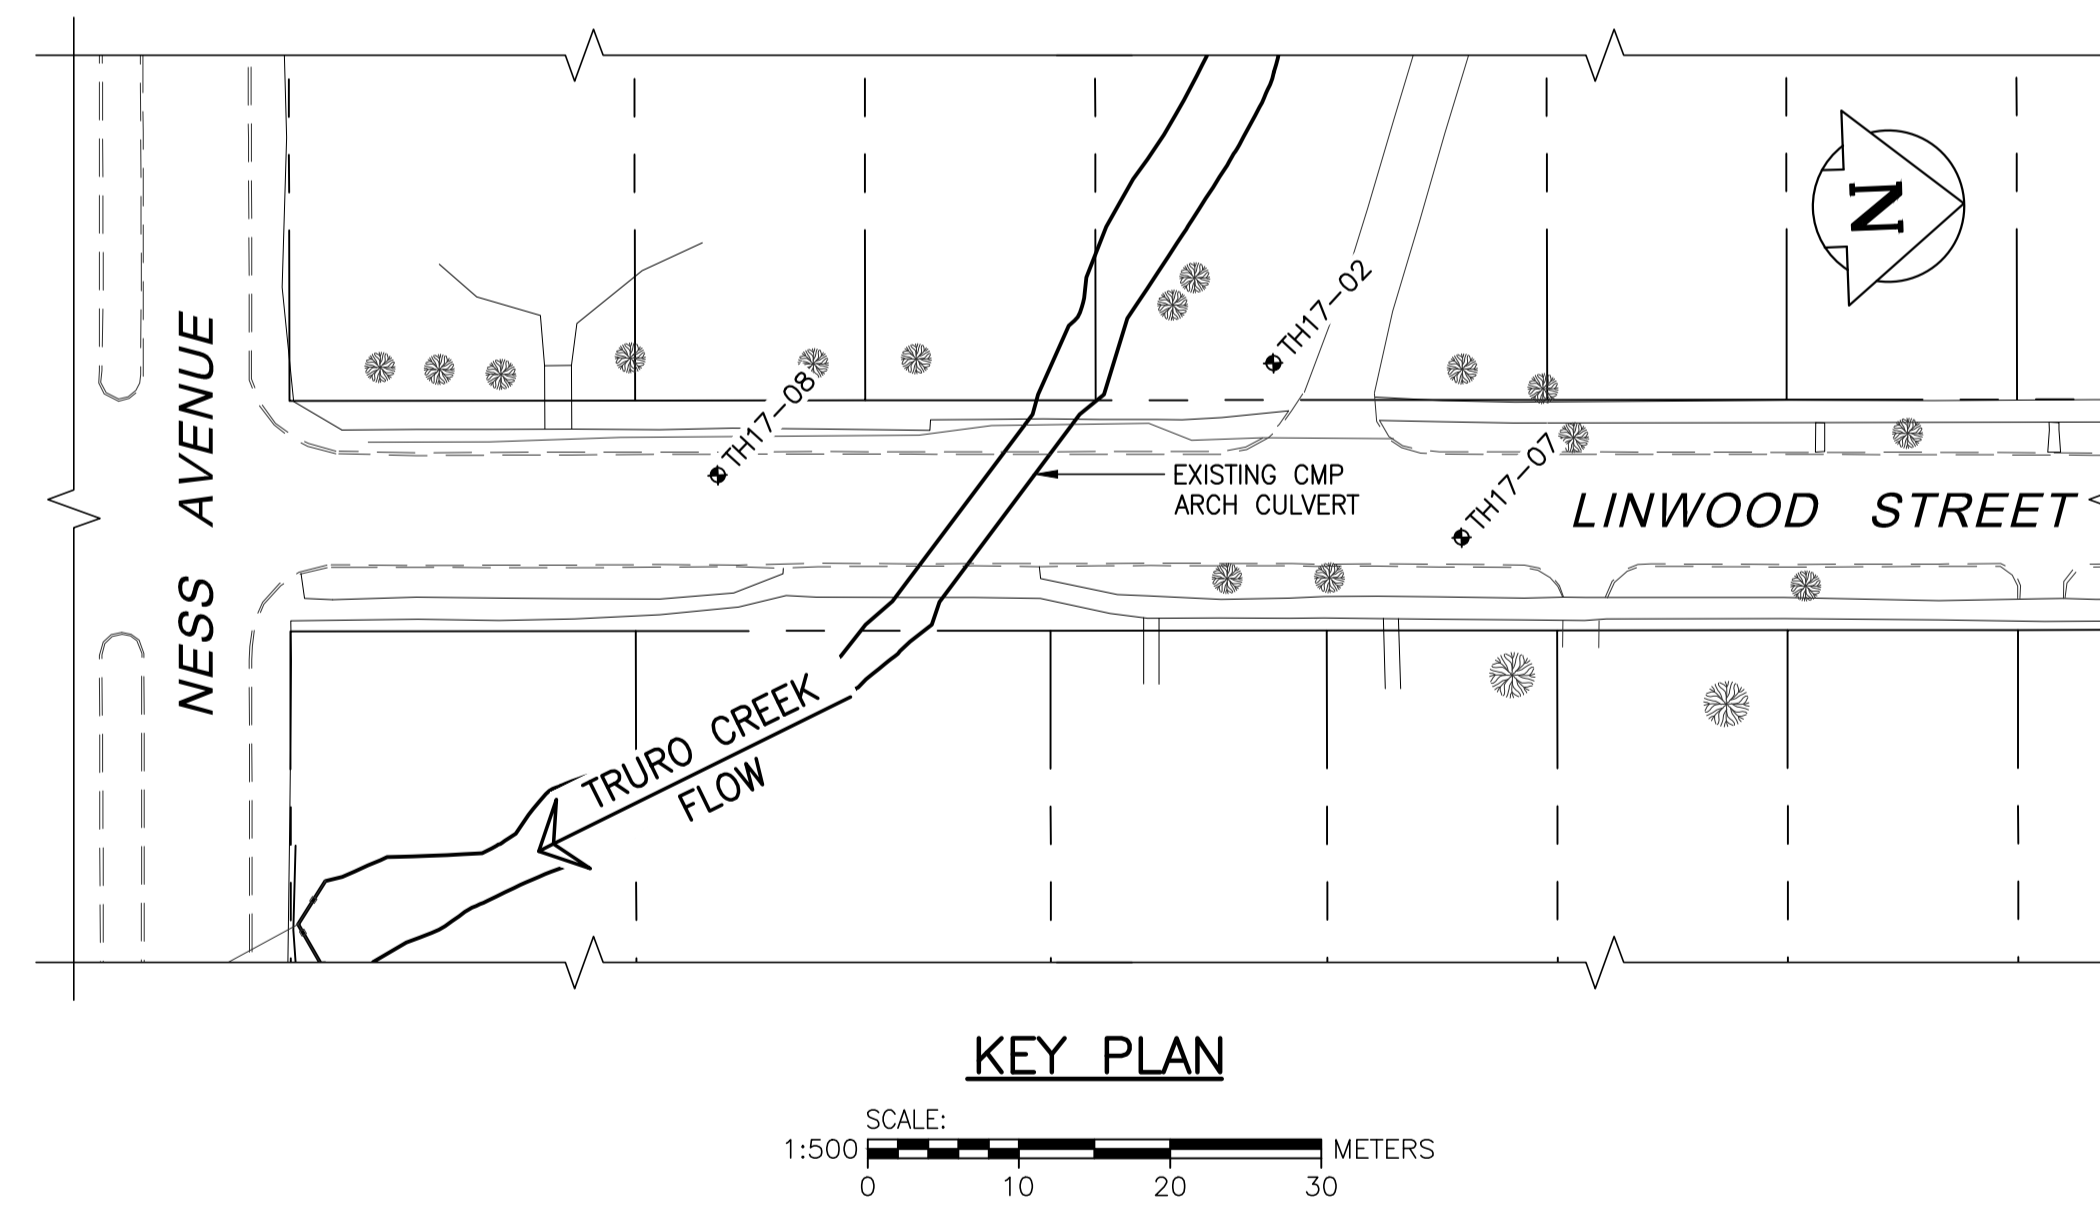 N
TH17-02
TH17-08
TH17-07
NESS AVENUE
EXISTING CMP
ARCH CULVERT
LINWOOD STREET
TRURO CREEK
FLOW
KEY PLAN
SCALE:
1:500 METERS
0 10 20 30